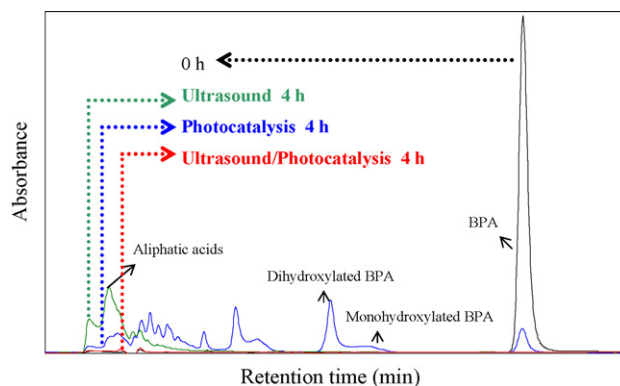 0 h
Ultrasound 4 h
Photocatalysis 4 h
Ultrasound/Photocatalysis 4 h
Absorbance
BPA
Aliphatic acids
Dihydroxylated BPA
Monohydroxylated BPA
Retention time (min)